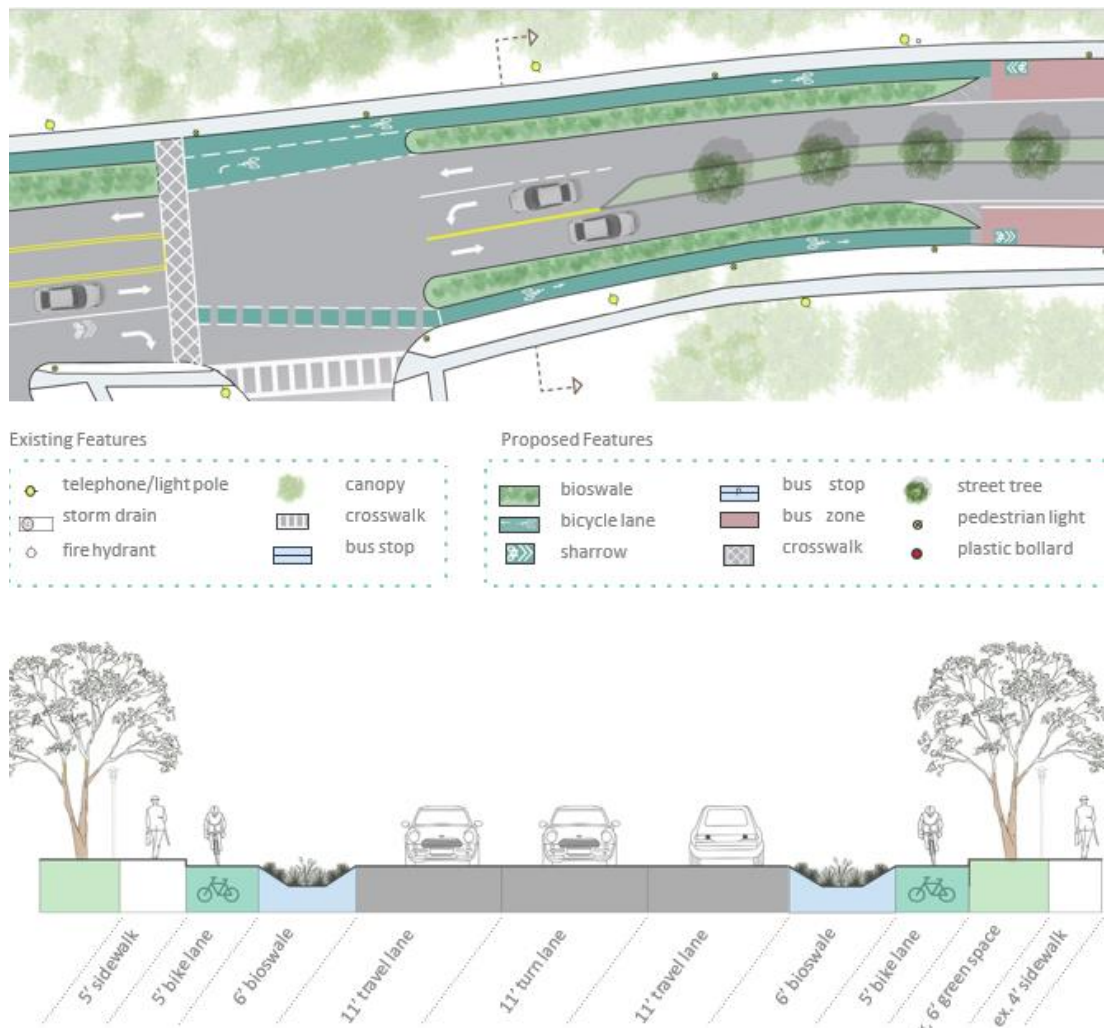 Existing Features
telephone/light pole
canopy
storm drain
crosswalk
fire hydrant
bus stop
Proposed Features
bioswale
bus stop
street tree
bicycle lane
bus zone
pedestrian light
sharrow
crosswalk
plastic bollard
5' sidewalk
5' bike lane
6' bioswale
11' travel lane
11' turn lane
11' travel lane
6' bioswale
5' bike lane
6' green space
ex. 4' sidewalk